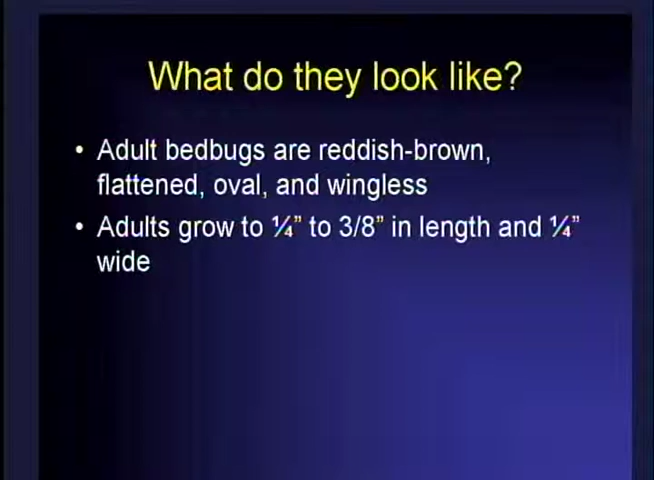 What do they look like?
• Adult bedbugs are reddish-brown,
flattened, oval, and wingless
• Adults grow to ¼” to 3/8” in length and ¼”
wide